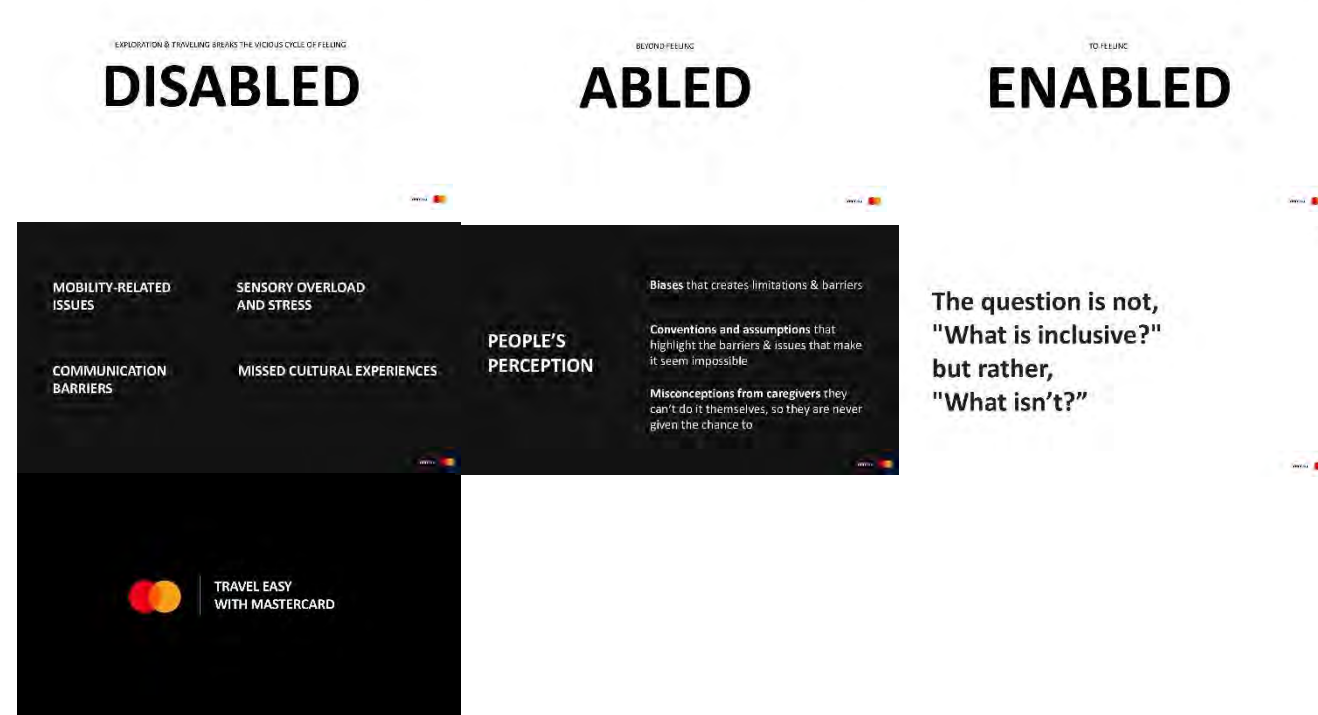 EXPLORATION & TRAVELING BREAKS THE VICIOUS CYCLE OF FEELING
DISABLED
BEYOND FEELING
ABLED
TO FEELING
ENABLED
MOBILITY-RELATED
ISSUES
SENSORY OVERLOAD
AND STRESS
COMMUNICATION
BARRIERS
MISSED CULTURAL EXPERIENCES
PEOPLE'S
PERCEPTION
Biases that creates limitations & barriers
Conventions and assumptions that
highlight the barriers & issues that make
it seem impossible
Misconceptions from caregivers they
can't do it themselves, so they are never
given the chance to
The question is not,
"What is inclusive?"
but rather,
"What isn't?”
TRAVEL EASY
WITH MASTERCARD